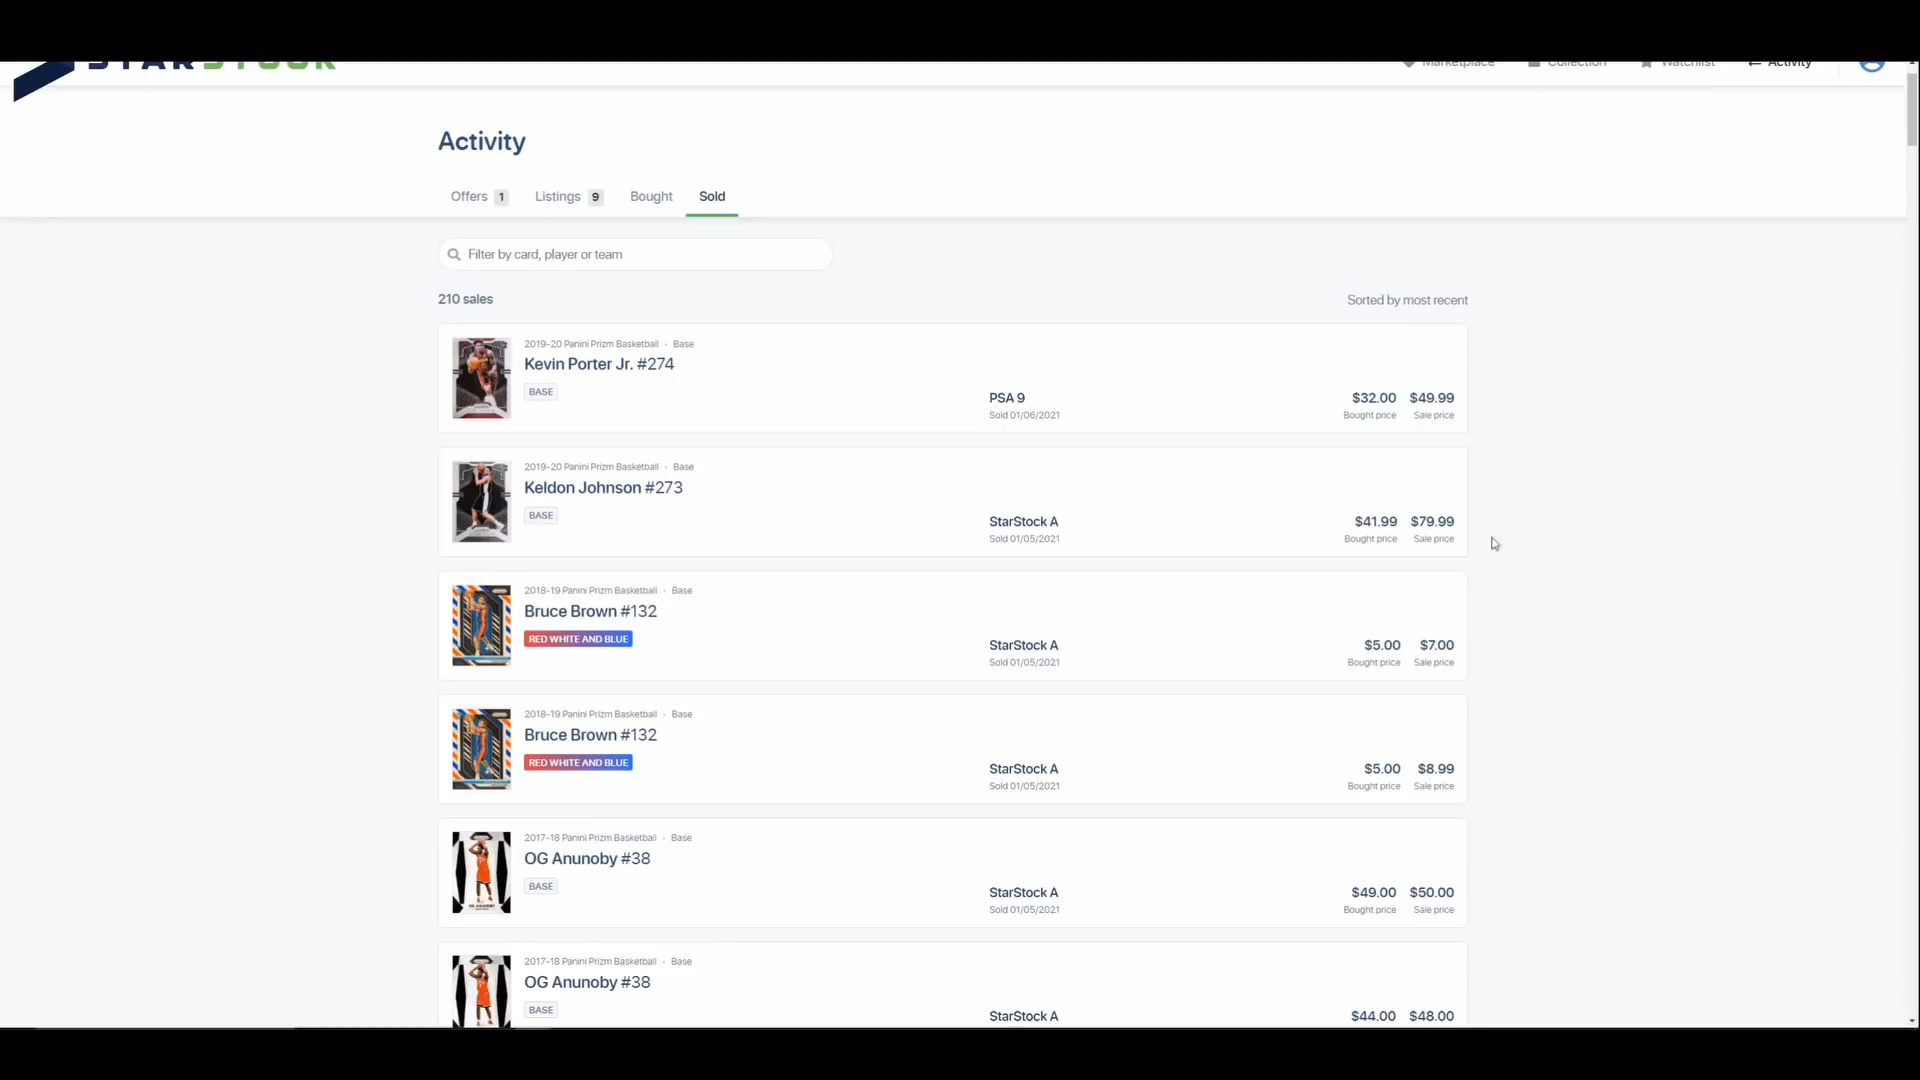 STARSTOCK
Marketplace Collection Watchlist Activity
Activity
Offers 1 Listings 9 Bought Sold
Filter by card, player or team
210 sales Sorted by most recent
2019-20 Panini Prizm Basketball · Base
Kevin Porter Jr. #274
BASE
PSA 9 $32.00 $49.99
Sold 01/06/2021 Bought price Sale price
2019-20 Panini Prizm Basketball · Base
Keldon Johnson #273
BASE
StarStock A $41.99 $79.99
Sold 01/05/2021 Bought price Sale price
2018-19 Panini Prizm Basketball · Base
Bruce Brown #132
RED WHITE AND BLUE
StarStock A $5.00 $7.00
Sold 01/05/2021 Bought price Sale price
2018-19 Panini Prizm Basketball · Base
Bruce Brown #132
RED WHITE AND BLUE
StarStock A $5.00 $8.99
Sold 01/05/2021 Bought price Sale price
2017-18 Panini Prizm Basketball · Base
OG Anunoby #38
BASE
StarStock A $49.00 $50.00
Sold 01/05/2021 Bought price Sale price
2017-18 Panini Prizm Basketball · Base
OG Anunoby #38
BASE
StarStock A $44.00 $48.00